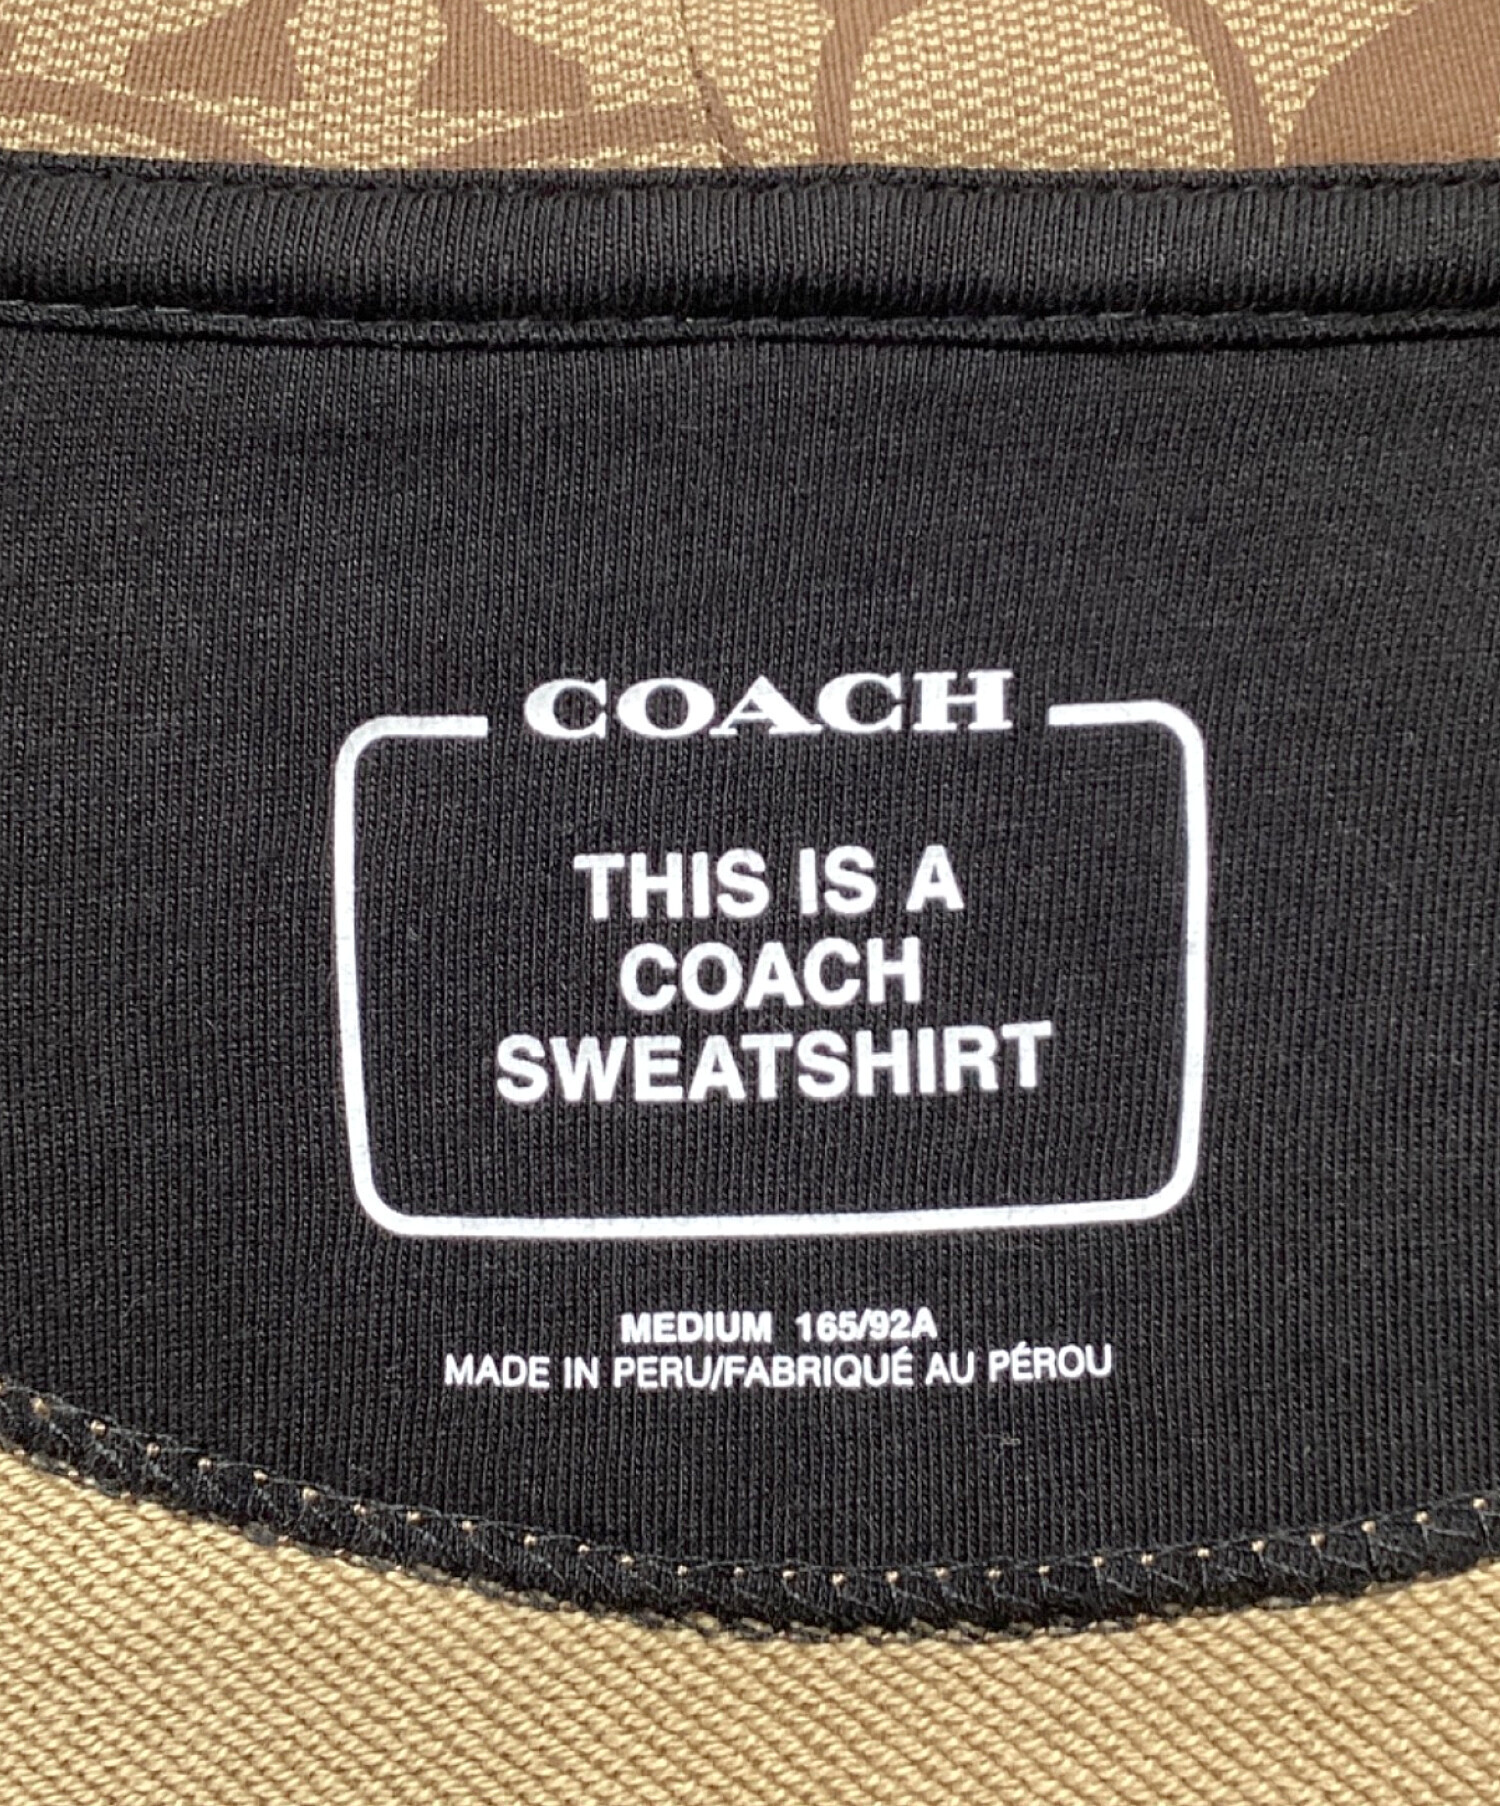 COACH
THIS IS A
COACH
SWEATSHIRT
MEDIUM 165/92A
MADE IN PERU/FABRIQUÉ AU PÉROU